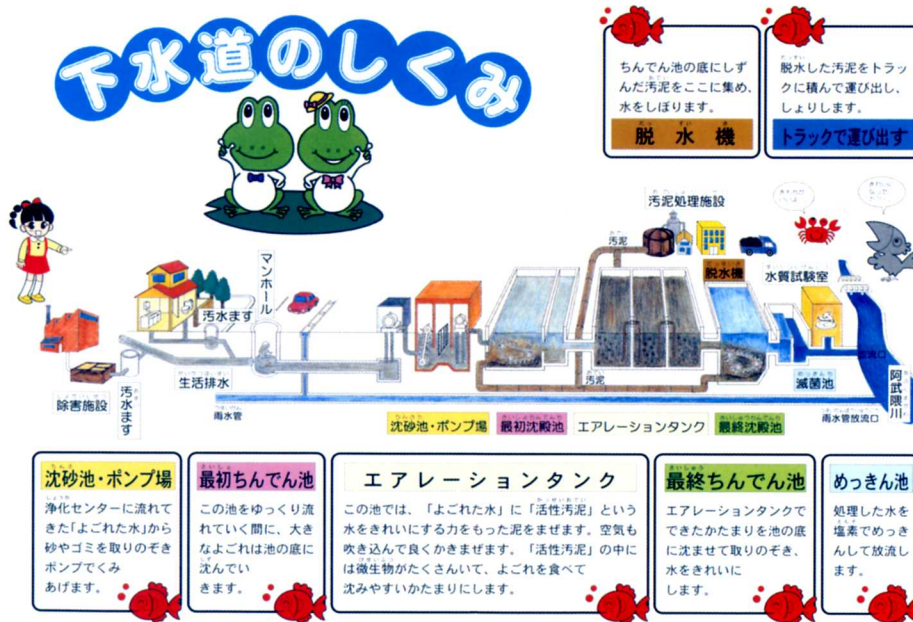 下水道のしくみ
ちんでん池の底にしず
んだ汚泥をここに集め、
水をしぼります。
脱水機
脱水した汚泥をトラッ
クに積んで運び出し、
しょりします。
トラックで運び出す
汚泥処理施設
汚泥
脱水機
水質試験室
マンホール
汚水ます
生活排水
除害施設
汚水ます
雨水管
汚泥
滅菌池
放流口
阿武隈川
雨水管放流口
沈砂池・ポンプ場
最初沈殿池
エアレーションタンク
最終沈殿池
沈砂池・ポンプ場
浄化センターに流れて
きた「よごれた水」から
砂やゴミを取りのぞき
ポンプでくみ
あげます。
最初ちんでん池
この池をゆっくり流
れていく間に、大き
なよごれは池の底に
沈んでい
きます。
エアレーションタンク
この池では、「よごれた水」に「活性汚泥」という
水をきれいにする力をもった泥をまぜます。空気も
吹き込んで良くかきまぜます。「活性汚泥」の中に
は微生物がたくさんいて、よごれを食べて
沈みやすいかたまりにします。
最終ちんでん池
エアレーションタンクで
できたかたまりを池の底
に沈ませて取りのぞき、
水をきれいに
します。
めっきん池
処理した水を
塩素でめっき
んして放流し
ます。